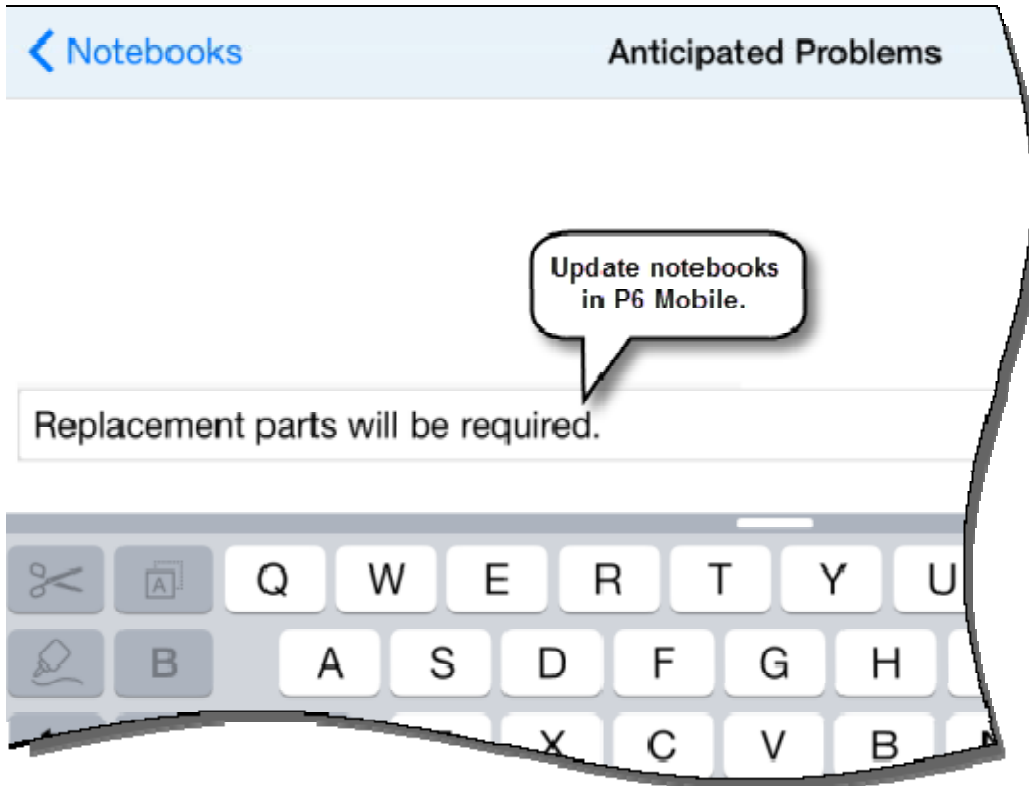 Notebooks Anticipated Problems
Update notebooks
in P6 Mobile.
Replacement parts will be required.
A Q W E R T Y U
B A S D F G H
X C V B